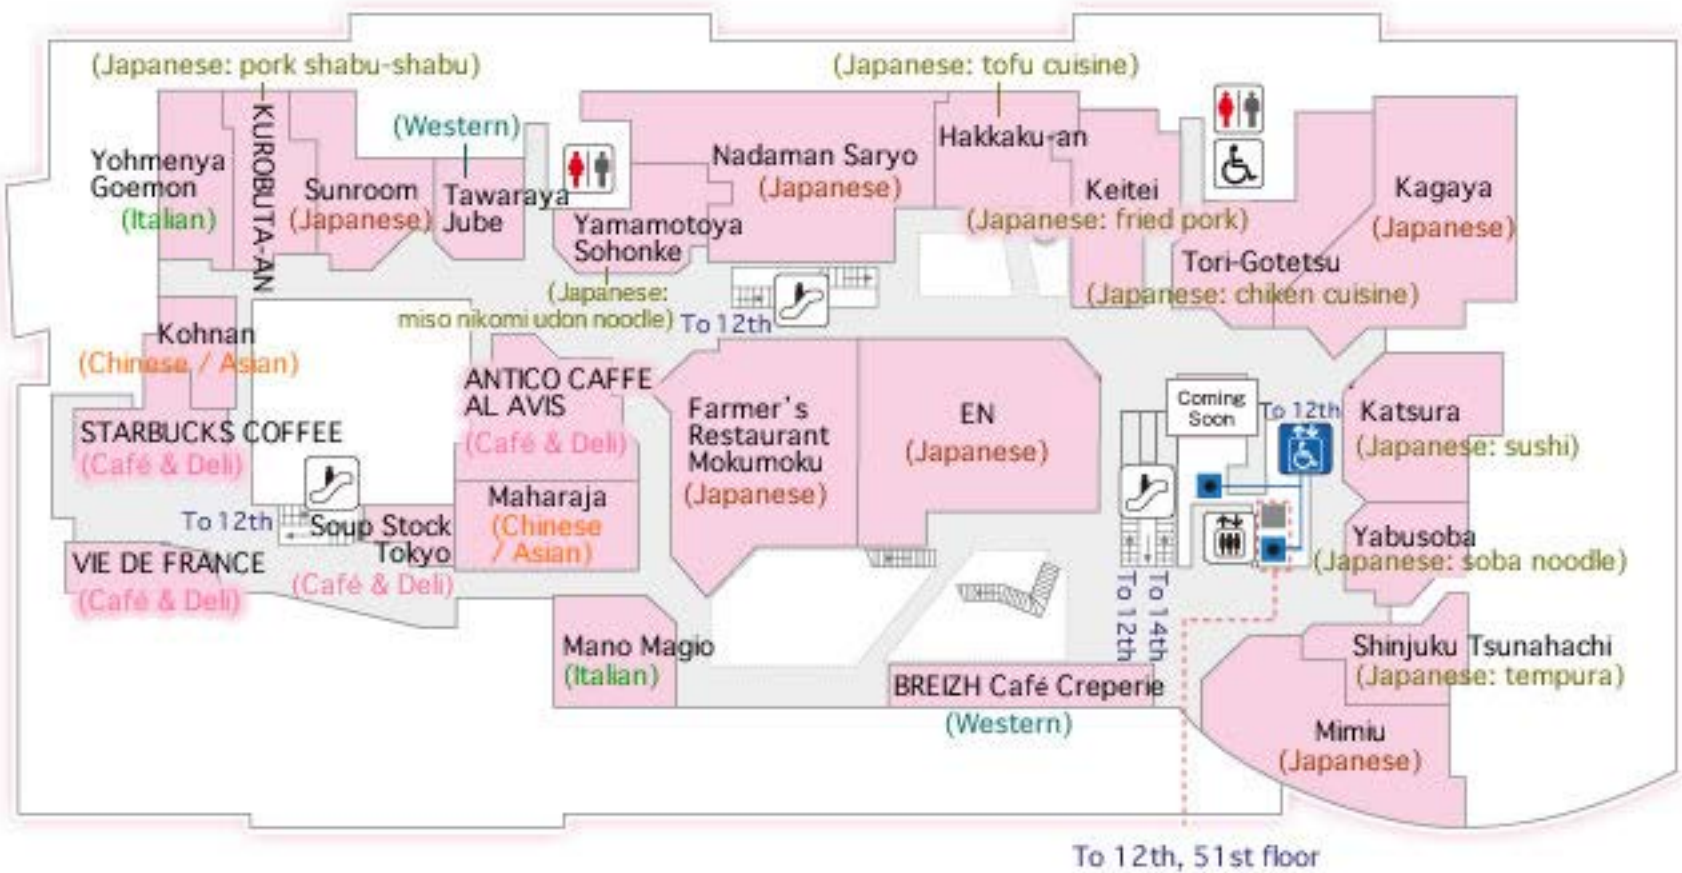 (Japanese: pork shabu-shabu)
(Japanese: tofu cuisine)
(Western)
KUROBUTA-AN
Yohmenya
Goemon
(Italian)
Sunroom
(Japanese)
Tawaraya
Jube
Yamamotoya
Sohonke
(Japanese:
miso nikomi udon noodle)
Nadaman Saryo
(Japanese)
Hakkaku-an
Keitei
(Japanese: fried pork)
Kagaya
(Japanese)
Tori-Gotetsu
(Japanese: chiken cuisine)
To 12th
Kohnan
(Chinese / Asian)
STARBUCKS COFFEE
(Café & Deli)
ANTICO CAFFE
AL AVIS
(Café & Deli)
Farmer's
Restaurant
Mokumoku
(Japanese)
EN
(Japanese)
Coming
Soon
To 12th
Katsura
(Japanese: sushi)
Maharaja
(Chinese
/ Asian)
To 12th
Soup Stock
Tokyo
(Café & Deli)
VIE DE FRANCE
(Café & Deli)
Yabusoba
(Japanese: soba noodle)
To 12th
To 14th
Mano Magio
(Italian)
BREIZH Café Creperie
(Western)
Shinjuku Tsunahachi
(Japanese: tempura)
Mimiu
(Japanese)
To 12th, 51st floor